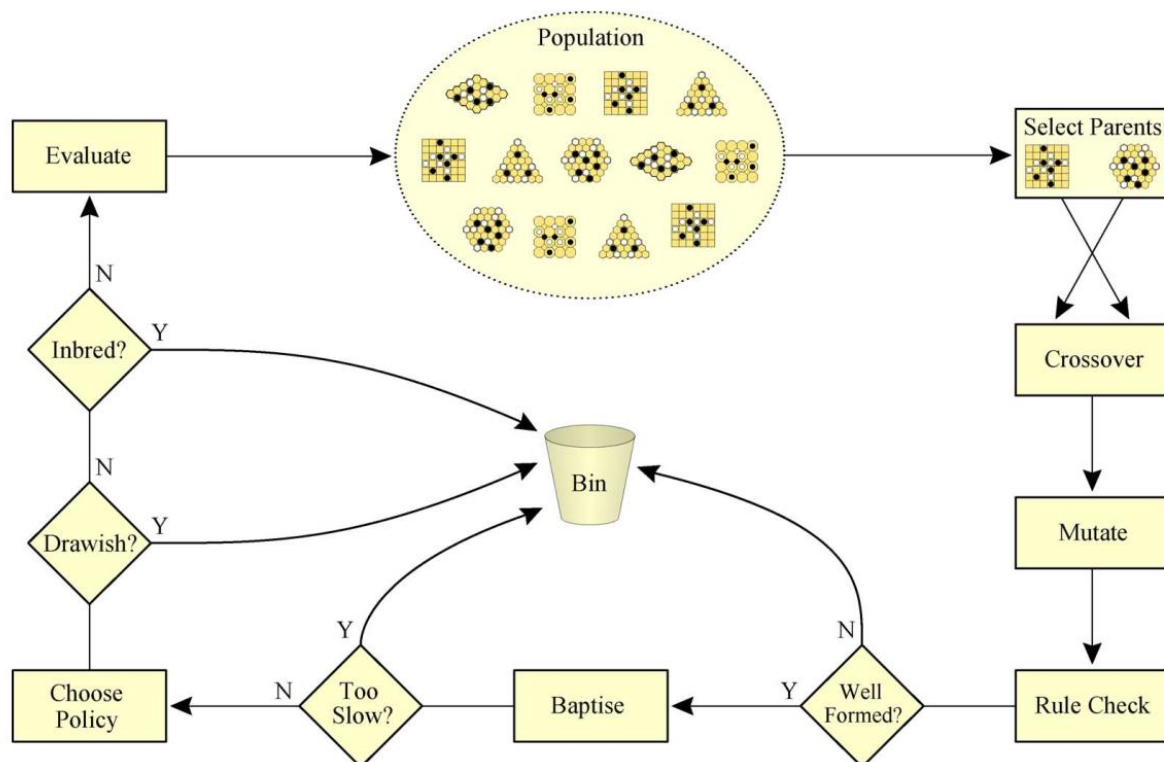 Population
Evaluate
Select Parents
N
Inbred?
Y
Crossover
Bin
N
Drawish?
Y
Mutate
Y
N
Choose
Policy
N
Too
Slow?
Baptise
Y
Well
Formed?
Rule Check